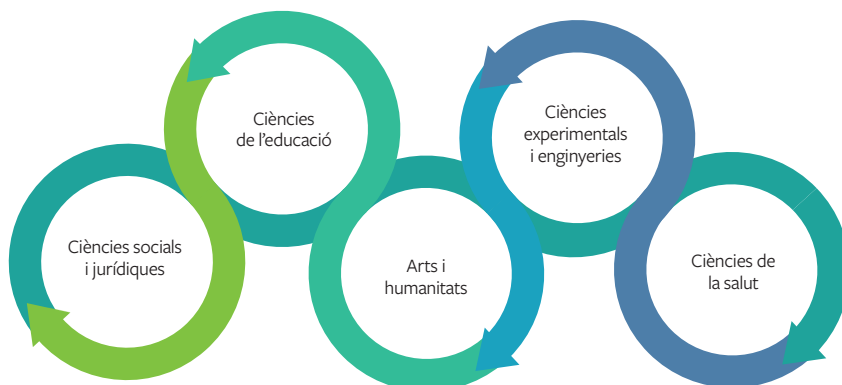 Ciències socials
i jurídiques
Ciències
de l’educació
Arts i
humanitats
Ciències
experimentals
i enginyeries
Ciències de
la salut